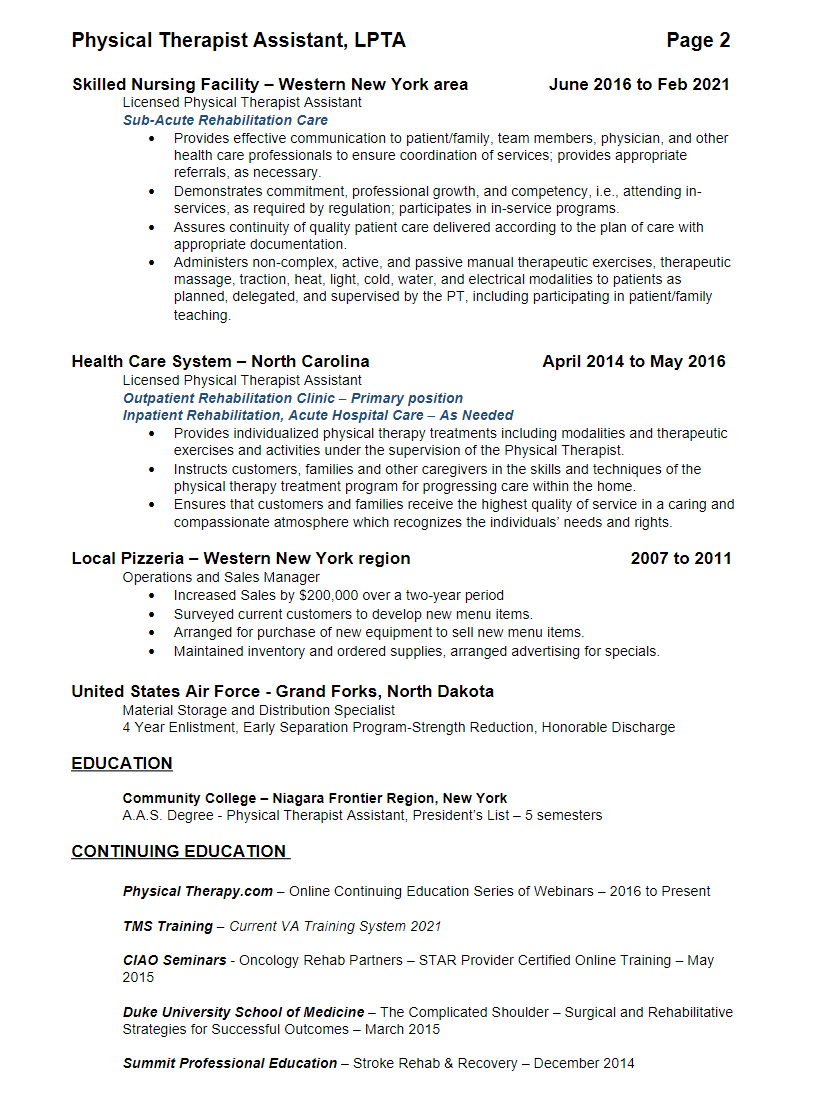 Physical Therapist Assistant, LPTA Page 2
Skilled Nursing Facility – Western New York area June 2016 to Feb 2021
Licensed Physical Therapist Assistant
Sub-Acute Rehabilitation Care
• Provides effective communication to patient/family, team members, physician, and other
health care professionals to ensure coordination of services; provides appropriate
referrals, as necessary.
• Demonstrates commitment, professional growth, and competency, i.e., attending in-
services, as required by regulation; participates in in-service programs.
• Assures continuity of quality patient care delivered according to the plan of care with
appropriate documentation.
• Administers non-complex, active, and passive manual therapeutic exercises, therapeutic
massage, traction, heat, light, cold, water, and electrical modalities to patients as
planned, delegated, and supervised by the PT, including participating in patient/family
teaching.
Health Care System – North Carolina April 2014 to May 2016
Licensed Physical Therapist Assistant
Outpatient Rehabilitation Clinic – Primary position
Inpatient Rehabilitation, Acute Hospital Care – As Needed
• Provides individualized physical therapy treatments including modalities and therapeutic
exercises and activities under the supervision of the Physical Therapist.
• Instructs customers, families and other caregivers in the skills and techniques of the
physical therapy treatment program for progressing care within the home.
• Ensures that customers and families receive the highest quality of service in a caring and
compassionate atmosphere which recognizes the individuals’ needs and rights.
Local Pizzeria – Western New York region 2007 to 2011
Operations and Sales Manager
• Increased Sales by $200,000 over a two-year period
• Surveyed current customers to develop new menu items.
• Arranged for purchase of new equipment to sell new menu items.
• Maintained inventory and ordered supplies, arranged advertising for specials.
United States Air Force - Grand Forks, North Dakota
Material Storage and Distribution Specialist
4 Year Enlistment, Early Separation Program-Strength Reduction, Honorable Discharge
EDUCATION
Community College – Niagara Frontier Region, New York
A.A.S. Degree - Physical Therapist Assistant, President’s List – 5 semesters
CONTINUING EDUCATION
Physical Therapy.com – Online Continuing Education Series of Webinars – 2016 to Present
TMS Training – Current VA Training System 2021
CIAO Seminars - Oncology Rehab Partners – STAR Provider Certified Online Training – May
2015
Duke University School of Medicine – The Complicated Shoulder – Surgical and Rehabilitative
Strategies for Successful Outcomes – March 2015
Summit Professional Education – Stroke Rehab & Recovery – December 2014